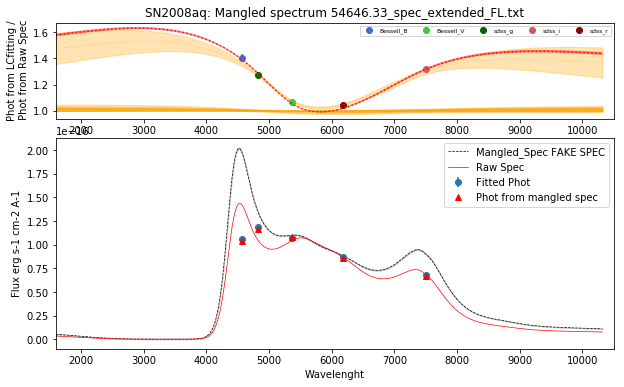 SN2008aq: Mangled spectrum 54646.33_spec_extended_FL.txt
Phot from LCfitting /
Phot from Raw Spec
1.6
1.4
1.2
1.0
Bessell_B
Bessell_V
sdss_g
sdss_i
sdss_r
2000 3000 4000 5000 6000 7000 8000 9000 10000
1e−16
Flux erg s-1 cm-2 A-1
2.00
1.75
1.50
1.25
1.00
0.75
0.50
0.25
0.00
Mangled_Spec FAKE SPEC
Raw Spec
Fitted Phot
Phot from mangled spec
2000 3000 4000 5000 6000 7000 8000 9000 10000
Wavelenght